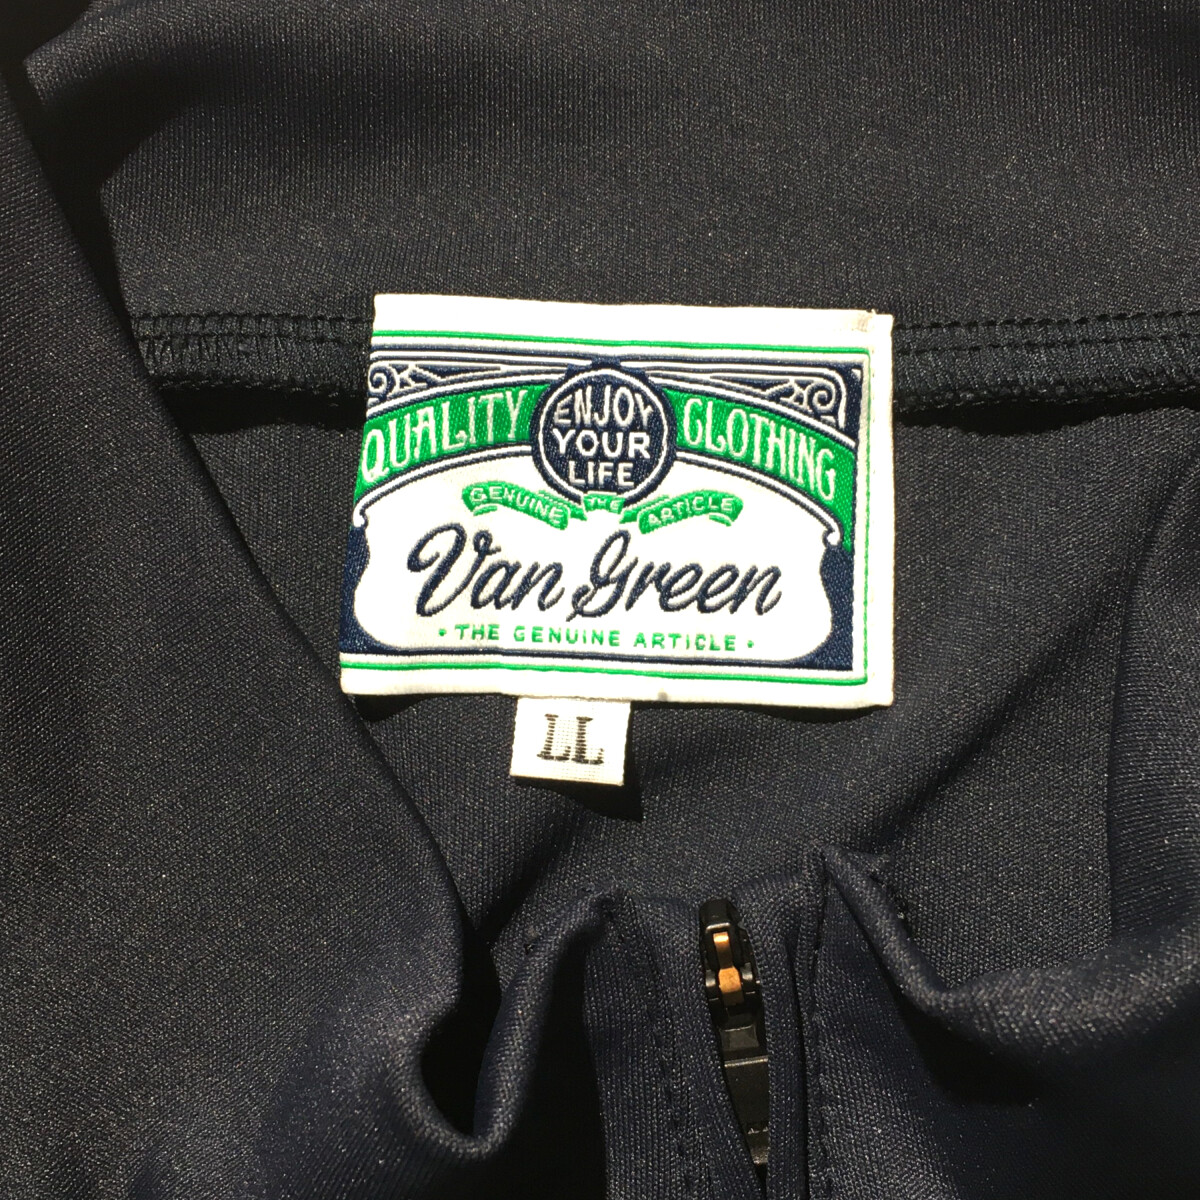 QUALITY ENJOY YOUR LIFE CLOTHING
GENUINE THE ARTICLE
Van Green
• THE GENUINE ARTICLE •
LL